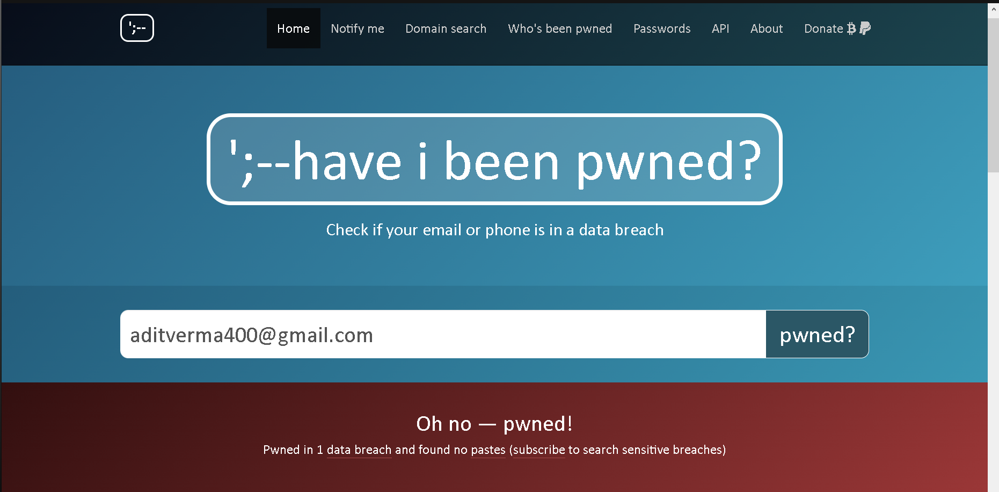 ';--
Home Notify me Domain search Who's been pwned Passwords API About Donate
';--have i been pwned?
Check if your email or phone is in a data breach
aditverma400@gmail.com pwned?
Oh no — pwned!
Pwned in 1 data breach and found no pastes (subscribe to search sensitive breaches)